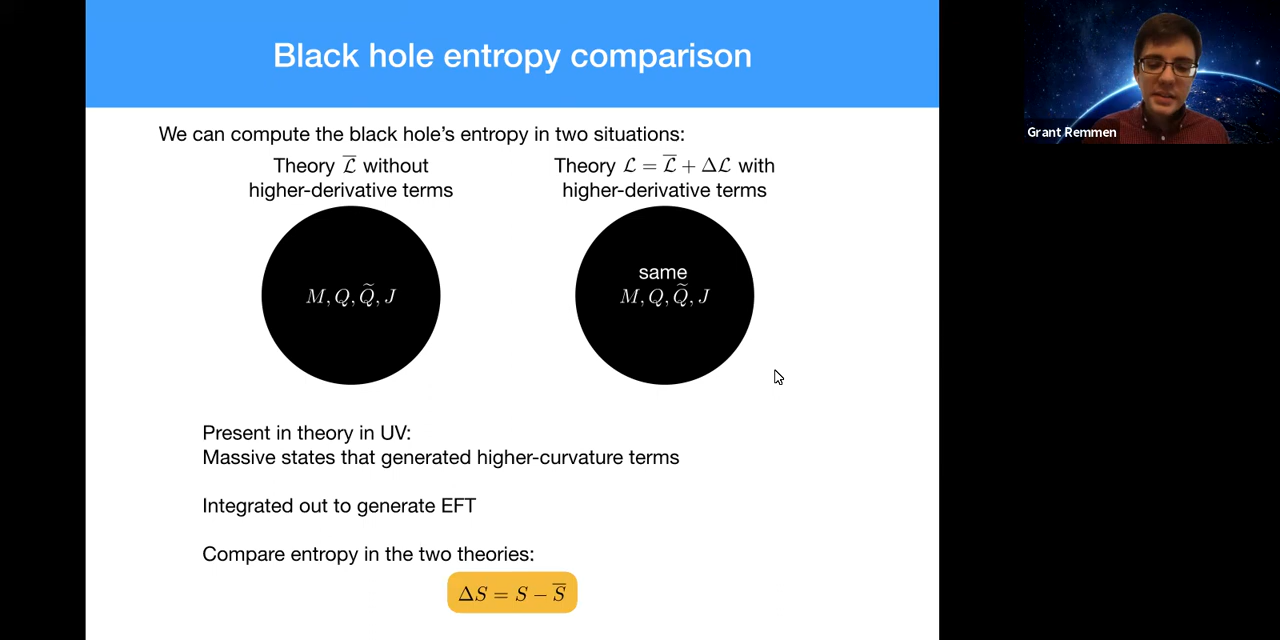 Black hole entropy comparison
Grant Remmen
We can compute the black hole's entropy in two situations:
Theory L̅ without
higher-derivative terms
Theory ℒ = ℒ̅ + Δℒ with
higher-derivative terms
M, Q, Q̃, J
same
M, Q, Q̃, J
Present in theory in UV:
Massive states that generated higher-curvature terms
Integrated out to generate EFT
Compare entropy in the two theories:
ΔS = S − S̅